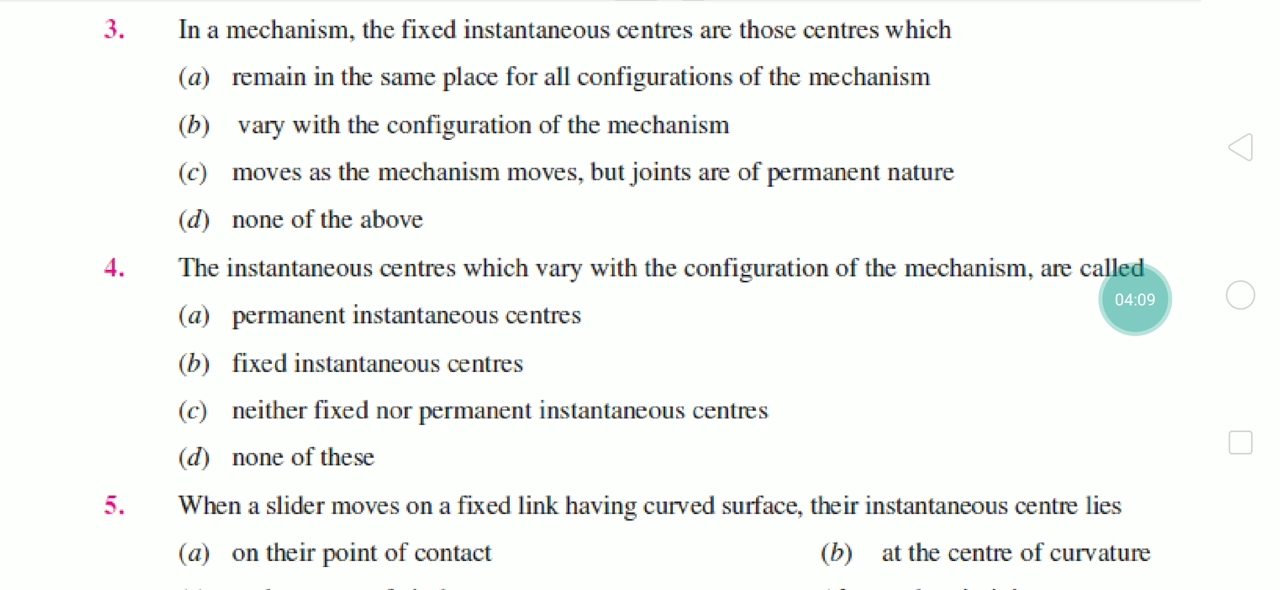 3. In a mechanism, the fixed instantaneous centres are those centres which
(a) remain in the same place for all configurations of the mechanism
(b) vary with the configuration of the mechanism
(c) moves as the mechanism moves, but joints are of permanent nature
(d) none of the above
4. The instantaneous centres which vary with the configuration of the mechanism, are called
04:09
(a) permanent instantaneous centres
(b) fixed instantaneous centres
(c) neither fixed nor permanent instantaneous centres
(d) none of these
5. When a slider moves on a fixed link having curved surface, their instantaneous centre lies
(a) on their point of contact (b) at the centre of curvature